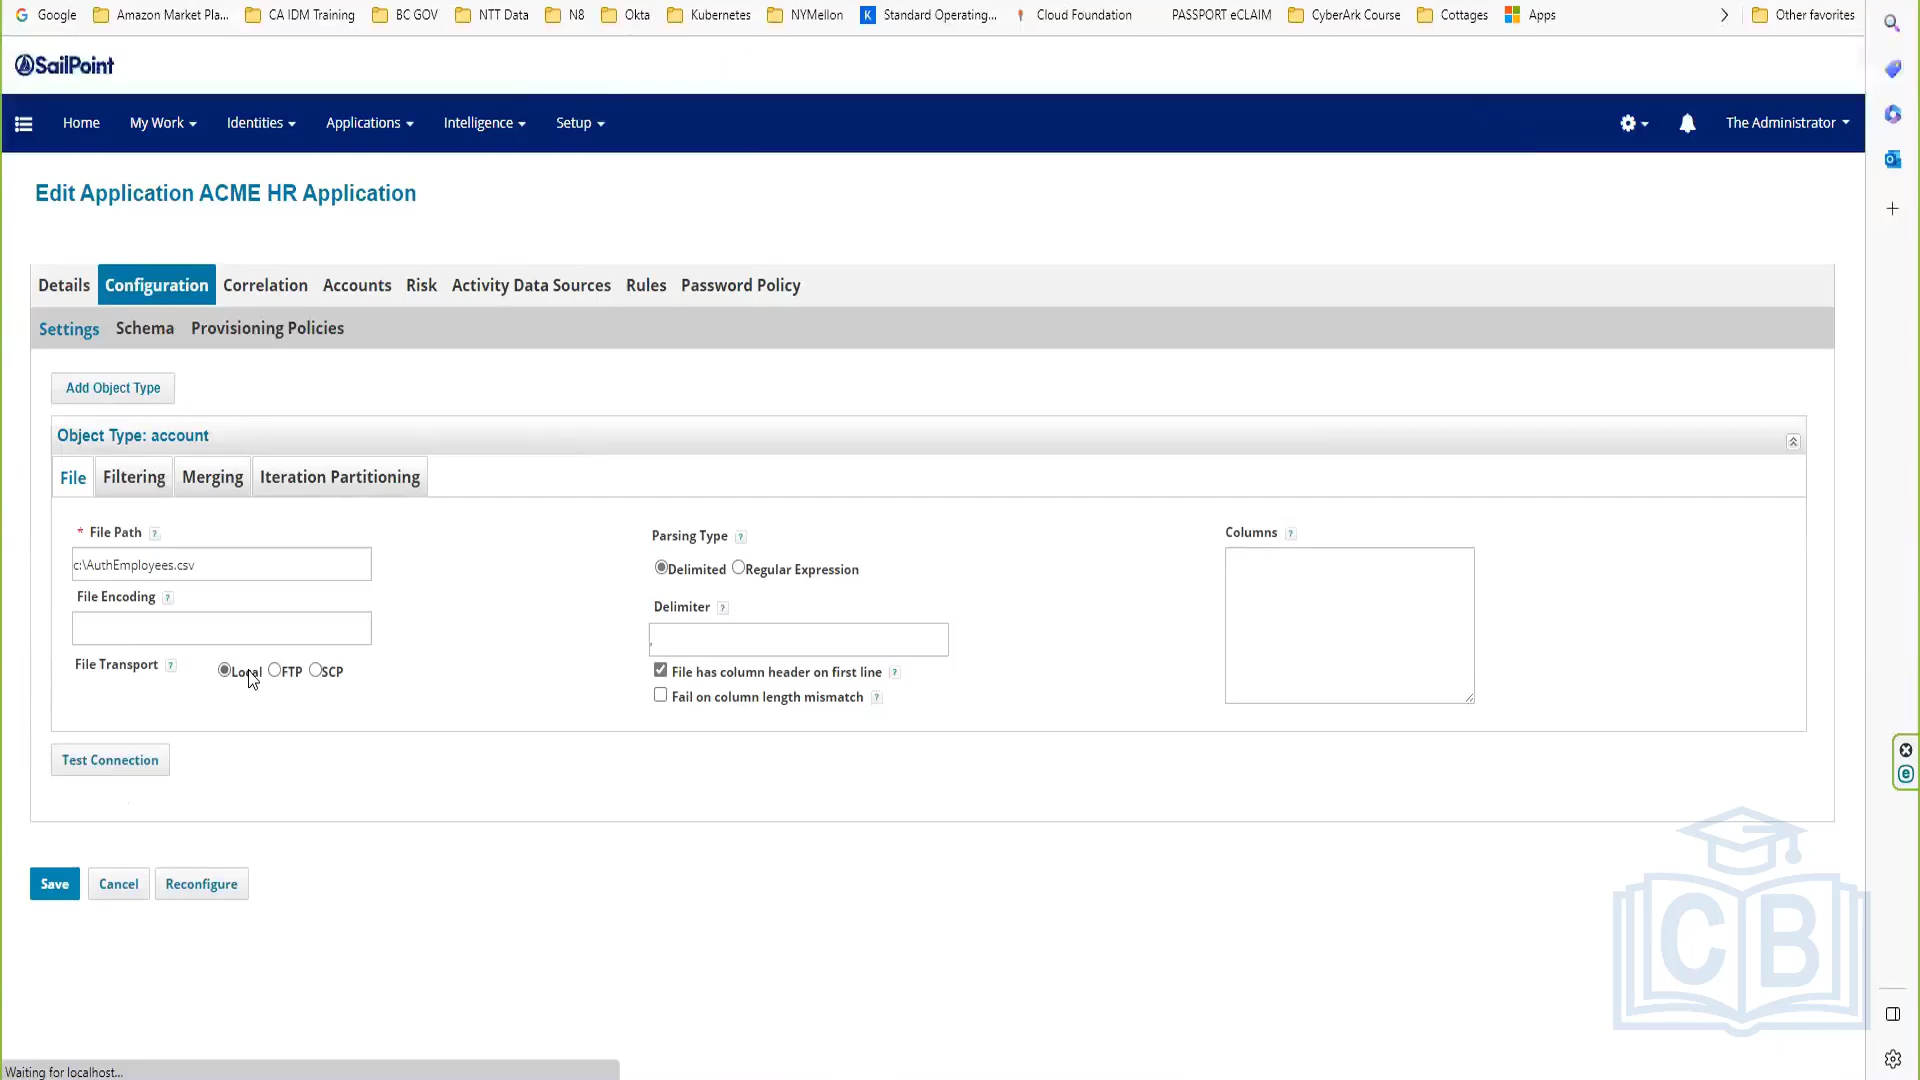 Google Amazon Market Pla... CA IDM Training BC GOV NTT Data N8 Okta Kubernetes NYMellon K Standard Operating... Cloud Foundation PASSPORT eCLAIM CyberArk Course Cottages Apps Other favorites
SailPoint
Home My Work Identities Applications Intelligence Setup The Administrator
Edit Application ACME HR Application
Details Configuration Correlation Accounts Risk Activity Data Sources Rules Password Policy
Settings Schema Provisioning Policies
Add Object Type
Object Type: account
File Filtering Merging Iteration Partitioning
* File Path ? Parsing Type ? Columns ?
c:\AuthEmployees.csv Delimited Regular Expression
File Encoding ? Delimiter ?
,
File Transport ? Local FTP SCP File has column header on first line ?
Fail on column length mismatch ?
Test Connection
Save Cancel Reconfigure
CB
Waiting for localhost...